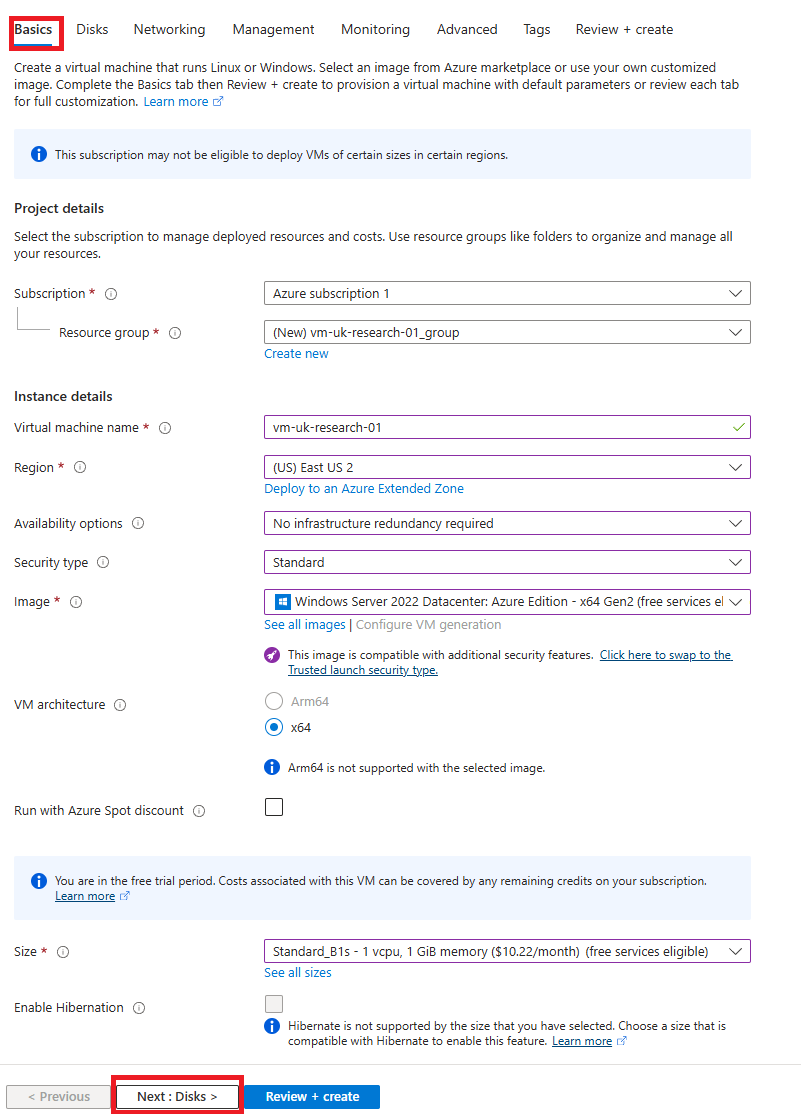 Basics Disks Networking Management Monitoring Advanced Tags Review + create
Create a virtual machine that runs Linux or Windows. Select an image from Azure marketplace or use your own customized
image. Complete the Basics tab then Review + create to provision a virtual machine with default parameters or review each tab
for full customization. Learn more
This subscription may not be eligible to deploy VMs of certain sizes in certain regions.
Project details
Select the subscription to manage deployed resources and costs. Use resource groups like folders to organize and manage all
your resources.
Subscription * Azure subscription 1
Resource group * (New) vm-uk-research-01_group
Create new
Instance details
Virtual machine name * vm-uk-research-01
Region * (US) East US 2
Deploy to an Azure Extended Zone
Availability options No infrastructure redundancy required
Security type Standard
Image * Windows Server 2022 Datacenter: Azure Edition - x64 Gen2 (free services el
See all images | Configure VM generation
This image is compatible with additional security features. Click here to swap to the
Trusted launch security type.
VM architecture Arm64
x64
Arm64 is not supported with the selected image.
Run with Azure Spot discount
You are in the free trial period. Costs associated with this VM can be covered by any remaining credits on your subscription.
Learn more
Size * Standard_B1s - 1 vcpu, 1 GiB memory ($10.22/month) (free services eligible)
See all sizes
Enable Hibernation
Hibernate is not supported by the size that you have selected. Choose a size that is
compatible with Hibernate to enable this feature. Learn more
< Previous Next : Disks > Review + create